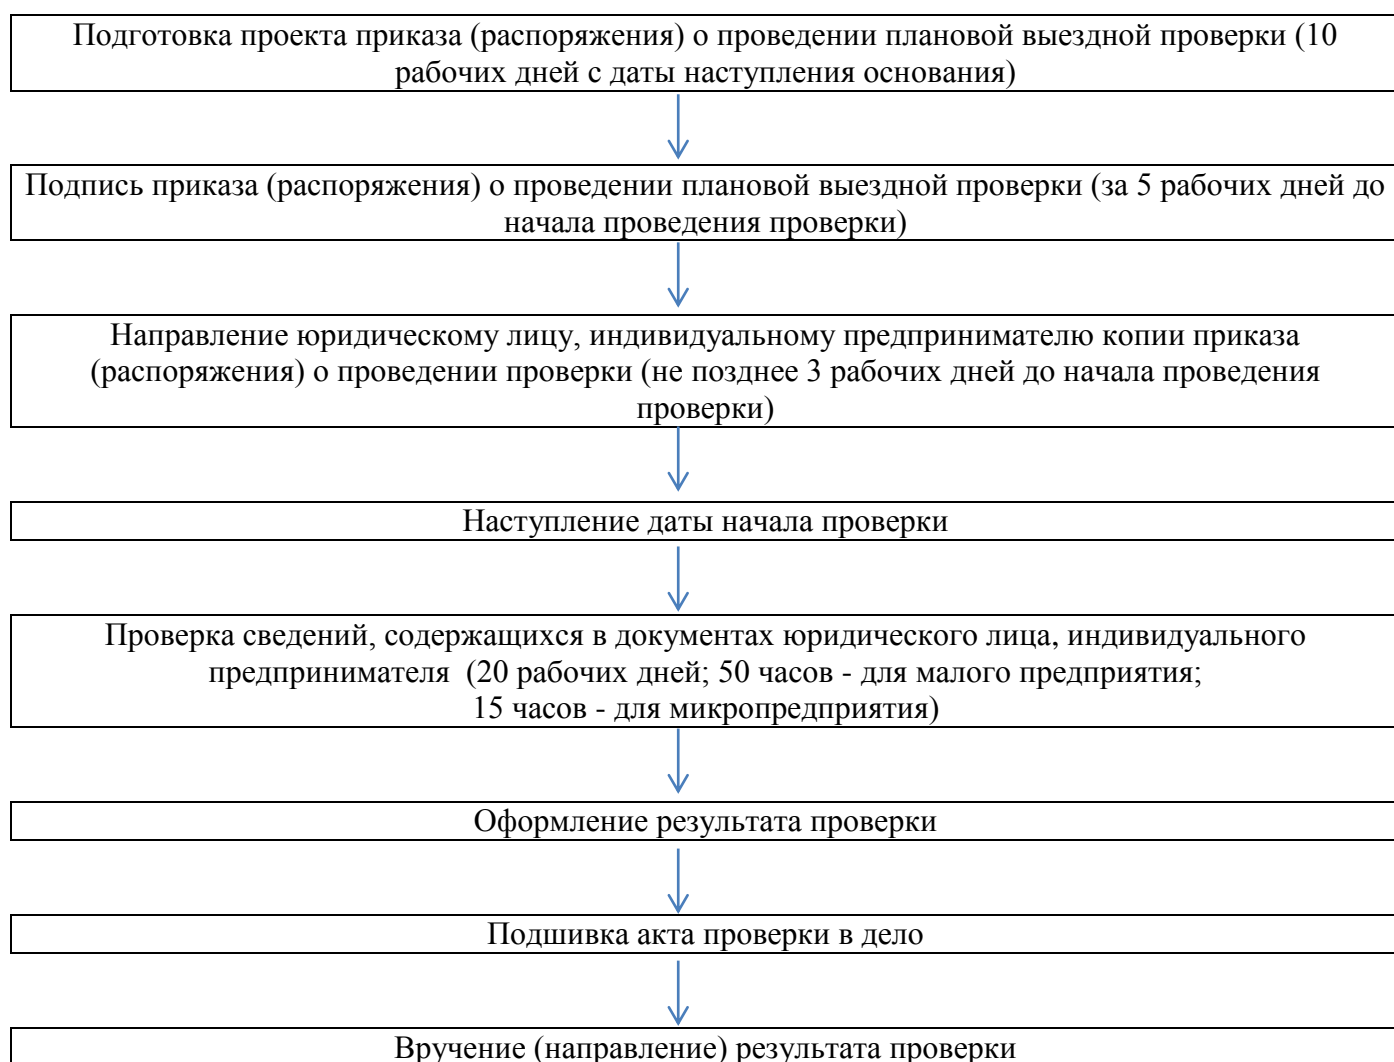 Подготовка проекта приказа (распоряжения) о проведении плановой выездной проверки (10
рабочих дней с даты наступления основания)
Подпись приказа (распоряжения) о проведении плановой выездной проверки (за 5 рабочих дней до
начала проведения проверки)
Направление юридическому лицу, индивидуальному предпринимателю копии приказа
(распоряжения) о проведении проверки (не позднее 3 рабочих дней до начала проведения
проверки)
Наступление даты начала проверки
Проверка сведений, содержащихся в документах юридического лица, индивидуального
предпринимателя  (20 рабочих дней; 50 часов - для малого предприятия;
15 часов - для микропредприятия)
Оформление результата проверки
Подшивка акта проверки в дело
Вручение (направление) результата проверки